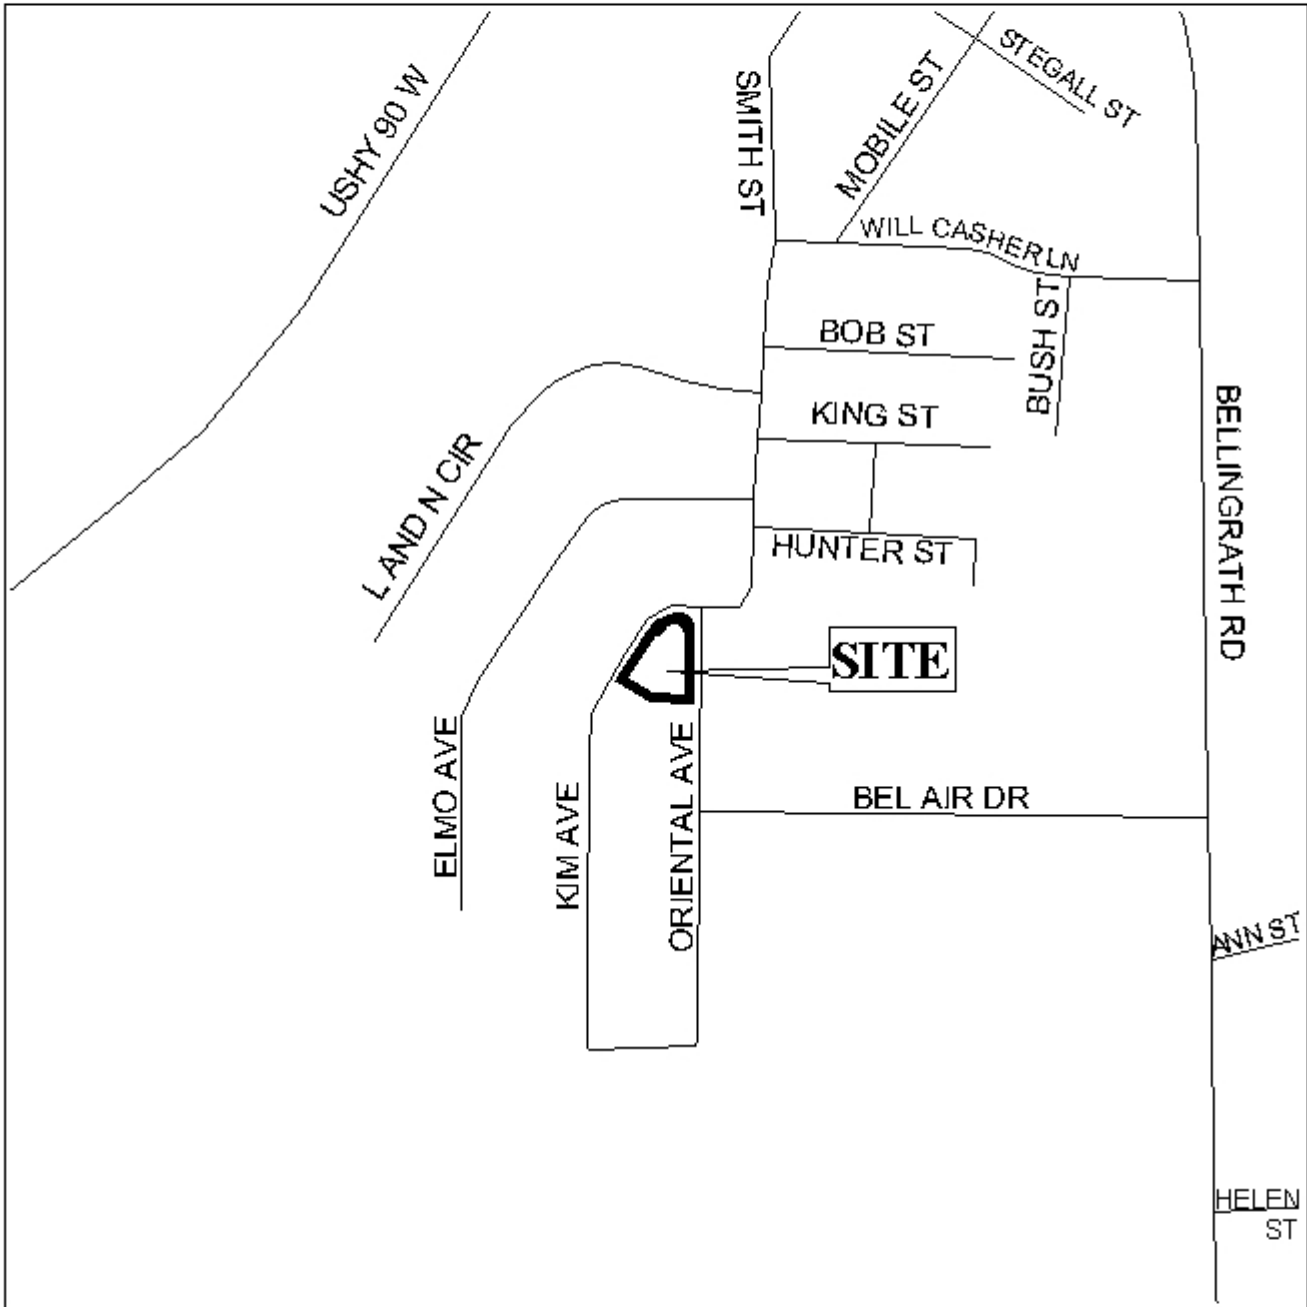 STEGALL ST
MOBILE ST
USHY 90 W
SMITH ST
WILL CASHER LN
BOB ST
BUSH ST
KING ST
BELLINGRATH RD
LAND N CIR
HUNTER ST
SITE
ELMO AVE
KIM AVE
ORIENTAL AVE
BEL AIR DR
ANN ST
HELEN
ST